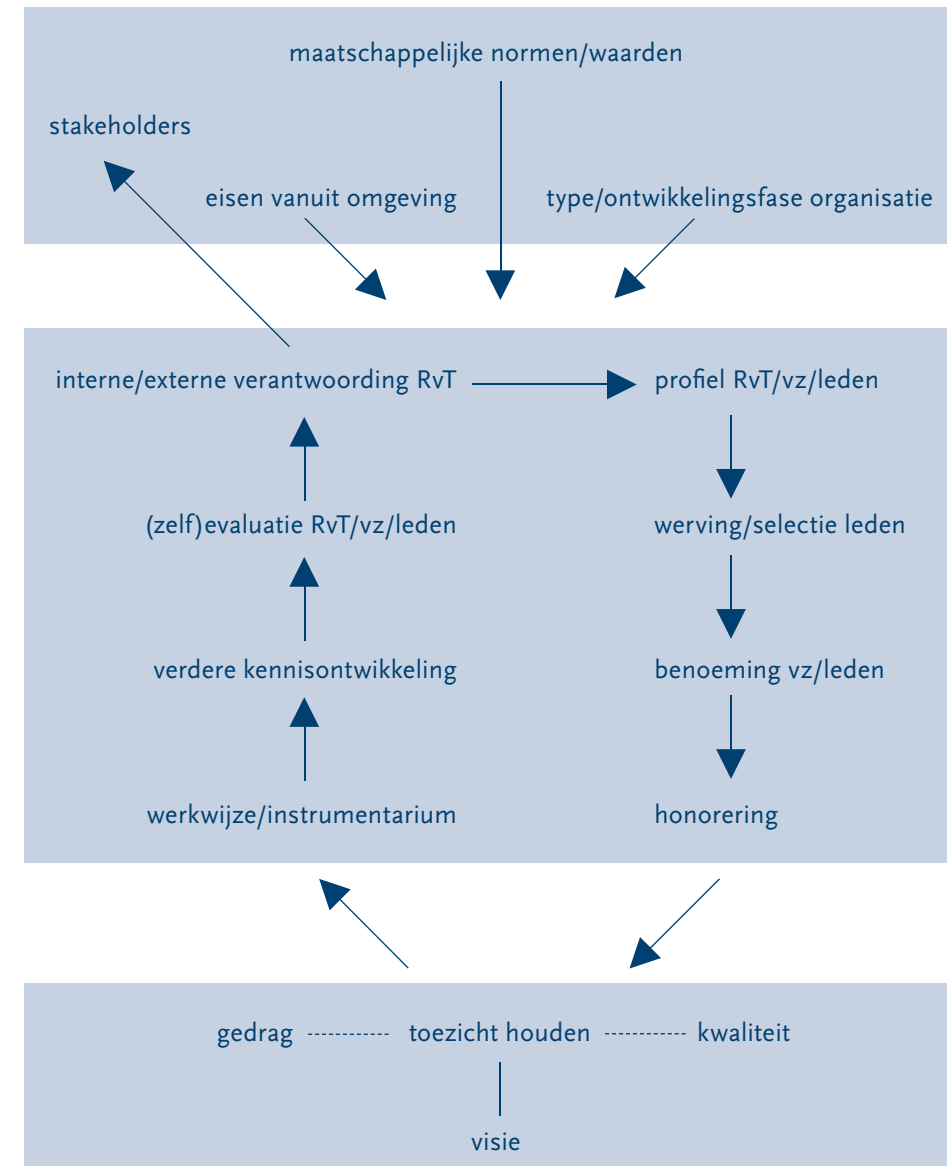 maatschappelijke normen/waarden
stakeholders
eisen vanuit omgeving
type/ontwikkelingsfase organisatie
interne/externe verantwoording RvT
profiel RvT/vz/leden
(zelf)evaluatie RvT/vz/leden
werving/selectie leden
verdere kennisontwikkeling
benoeming vz/leden
werkwijze/instrumentarium
honorering
gedrag
toezicht houden
kwaliteit
visie